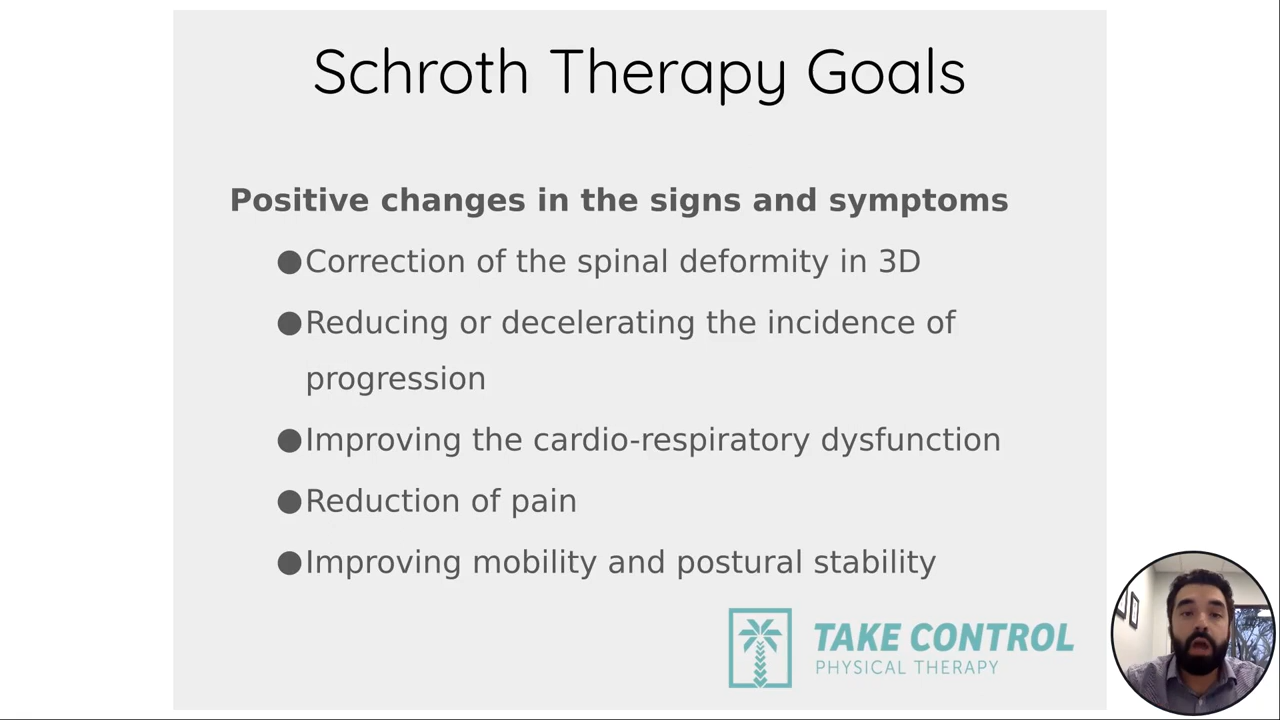 Schroth Therapy Goals
Positive changes in the signs and symptoms
●Correction of the spinal deformity in 3D
●Reducing or decelerating the incidence of
progression
●Improving the cardio-respiratory dysfunction
●Reduction of pain
●Improving mobility and postural stability
TAKE CONTROL
PHYSICAL THERAPY